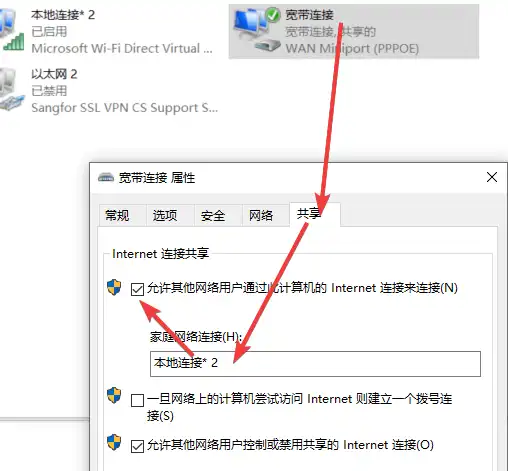 本地连接* 2
已启用
Microsoft Wi-Fi Direct Virtual ...
宽带连接
宽带连接, 共享的
WAN Miniport (PPPOE)
以太网 2
已禁用
Sangfor SSL VPN CS Support S...
宽带连接 属性
常规 选项 安全 网络 共享
Internet 连接共享
允许其他网络用户通过此计算机的 Internet 连接来连接(N)
家庭网络连接(H):
本地连接* 2
一旦网络上的计算机尝试访问 Internet 则建立一个拨号连
接(S)
允许其他网络用户控制或禁用共享的 Internet 连接(O)